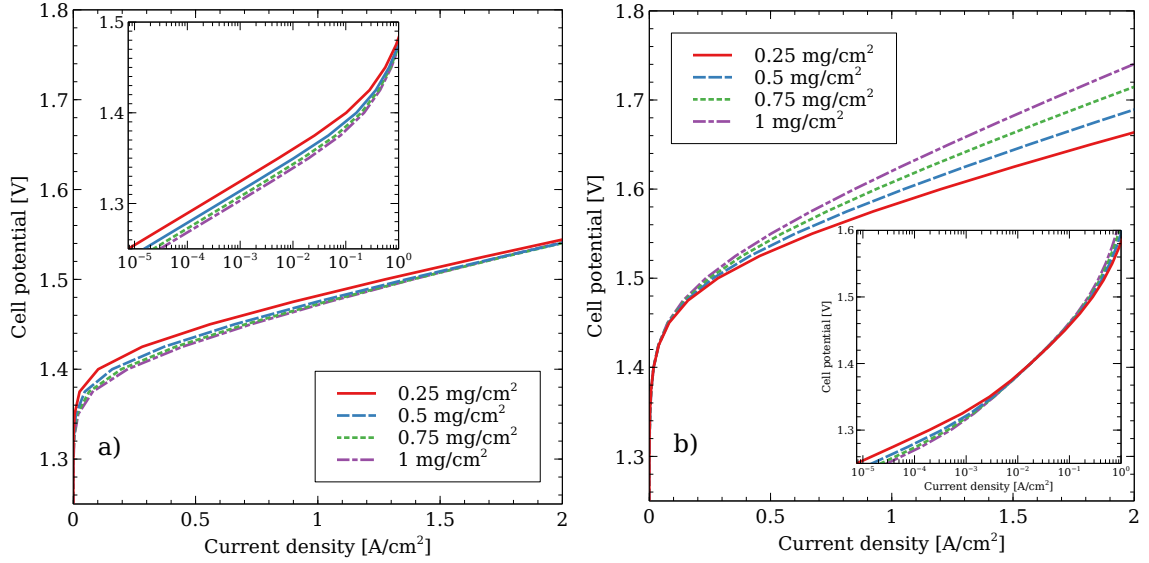 1.8
1.7
1.6
1.5
1.4
1.3
Cell potential [V]
0
0.5
1
1.5
2
Current density [A/cm²]
1.5
1.4
1.3
10⁻⁵
10⁻⁴
10⁻³
10⁻²
10⁻¹
10⁰
a)
0.25 mg/cm²
0.5 mg/cm²
0.75 mg/cm²
1 mg/cm²
1.8
1.7
1.6
1.5
1.4
1.3
Cell potential [V]
0
0.5
1
1.5
2
Current density [A/cm²]
0.25 mg/cm²
0.5 mg/cm²
0.75 mg/cm²
1 mg/cm²
b)
1.6
1.5
1.4
1.3
Cell potential [V]
10⁻⁵
10⁻⁴
10⁻³
10⁻²
10⁻¹
10⁰
Current density [A/cm²]